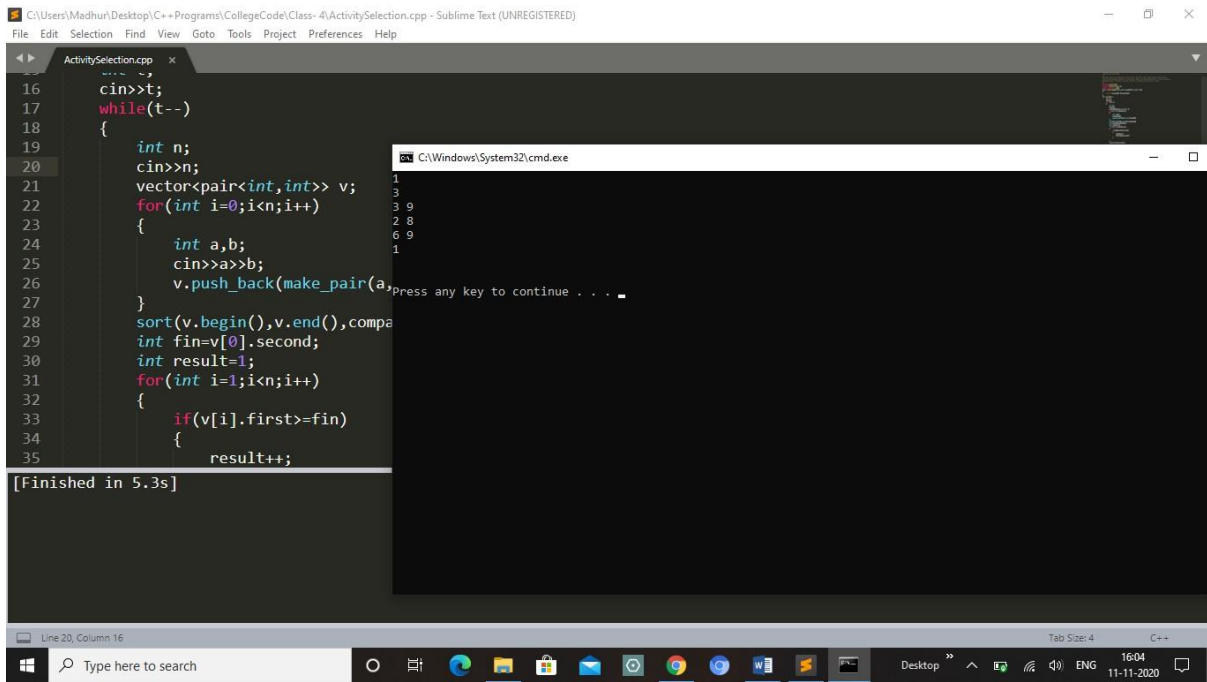 C:\Users\Madhur\Desktop\C++Programs\CollegeCode\Class- 4\ActivitySelection.cpp - Sublime Text (UNREGISTERED)
File Edit Selection Find View Goto Tools Project Preferences Help
ActivitySelection.cpp ×
16 cin>>t;
17 while(t--)
18 {
19 int n;
20 cin>>n;
21 vector<pair<int,int>> v;
22 for(int i=0;i<n;i++)
23 {
24 int a,b;
25 cin>>a>>b;
26 v.push_back(make_pair(a,
27 }
28 sort(v.begin(),v.end(),compa
29 int fin=v[0].second;
30 int result=1;
31 for(int i=1;i<n;i++)
32 {
33 if(v[i].first>=fin)
34 {
35 result++;
C:\Windows\System32\cmd.exe
1
3
3 9
2 8
6 9
1
Press any key to continue . . .
[Finished in 5.3s]
Line 20, Column 16
Tab Size: 4
C++
Type here to search
Desktop
ENG
16:04
11-11-2020